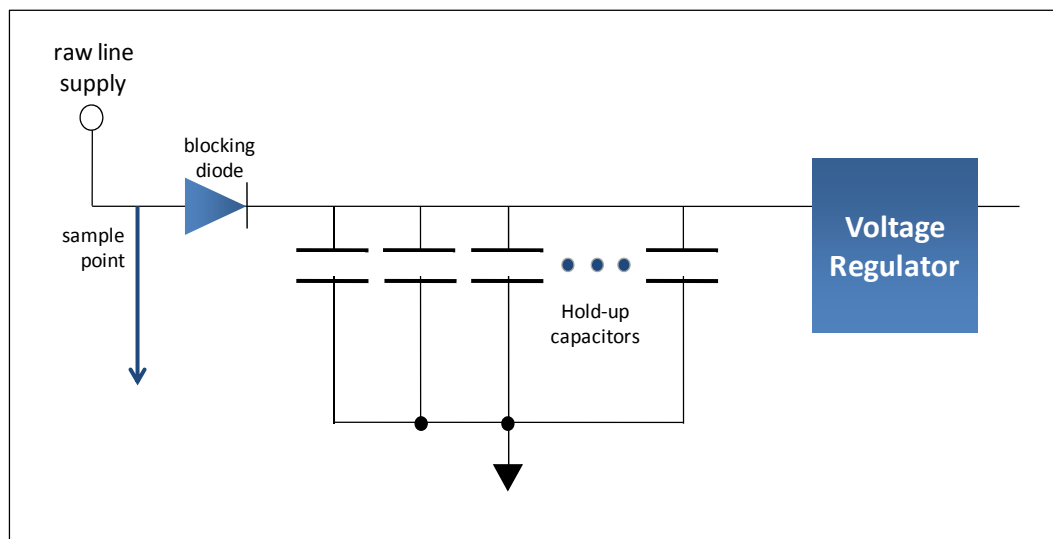 raw line
supply
blocking
diode
sample
point
Hold-up
capacitors
Voltage
Regulator